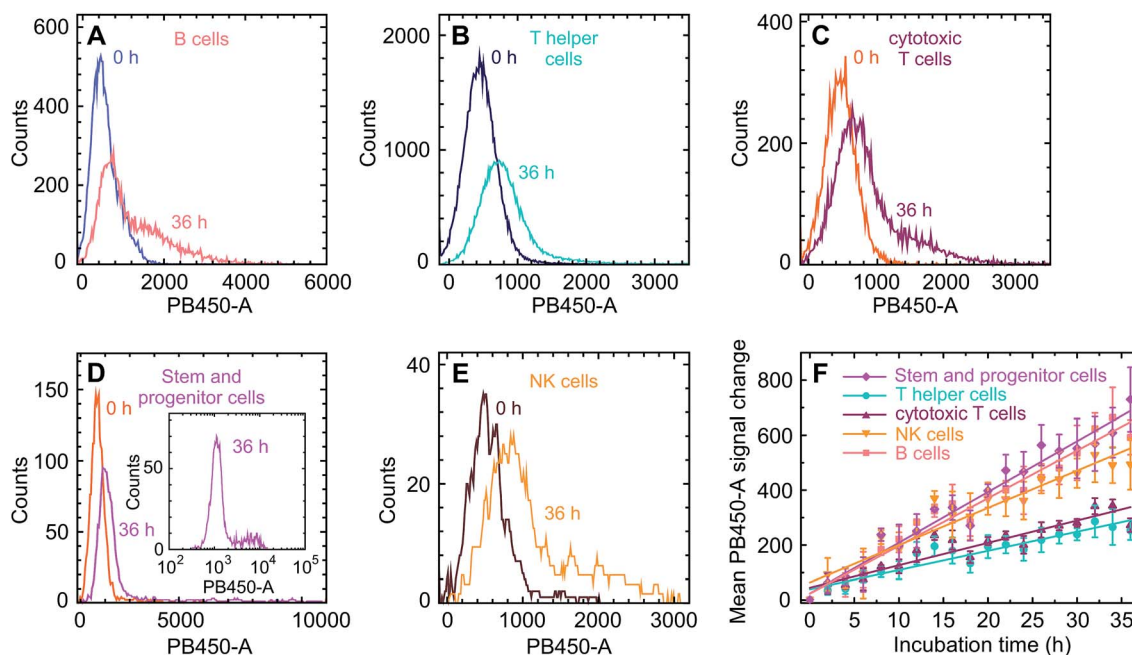 A
B cells
0 h
36 h
Counts
600
400
200
0
0
2000
4000
6000
PB450-A
B
T helper
cells
0 h
36 h
Counts
2000
1000
0
0
1000
2000
3000
PB450-A
C
cytotoxic
T cells
0 h
36 h
Counts
400
200
0
0
1000
2000
3000
PB450-A
D
Stem and
progenitor cells
0 h
36 h
Counts
150
100
50
0
0
5000
10000
PB450-A
36 h
Counts
50
0
10² 10³ 10⁴ 10⁵
PB450-A
E
NK cells
0 h
36 h
Counts
40
20
0
0
1000
2000
3000
PB450-A
F
Stem and progenitor cells
T helper cells
cytotoxic T cells
NK cells
B cells
Mean PB450-A signal change
800
600
400
200
0
0 5 10 15 20 25 30 35
Incubation time (h)